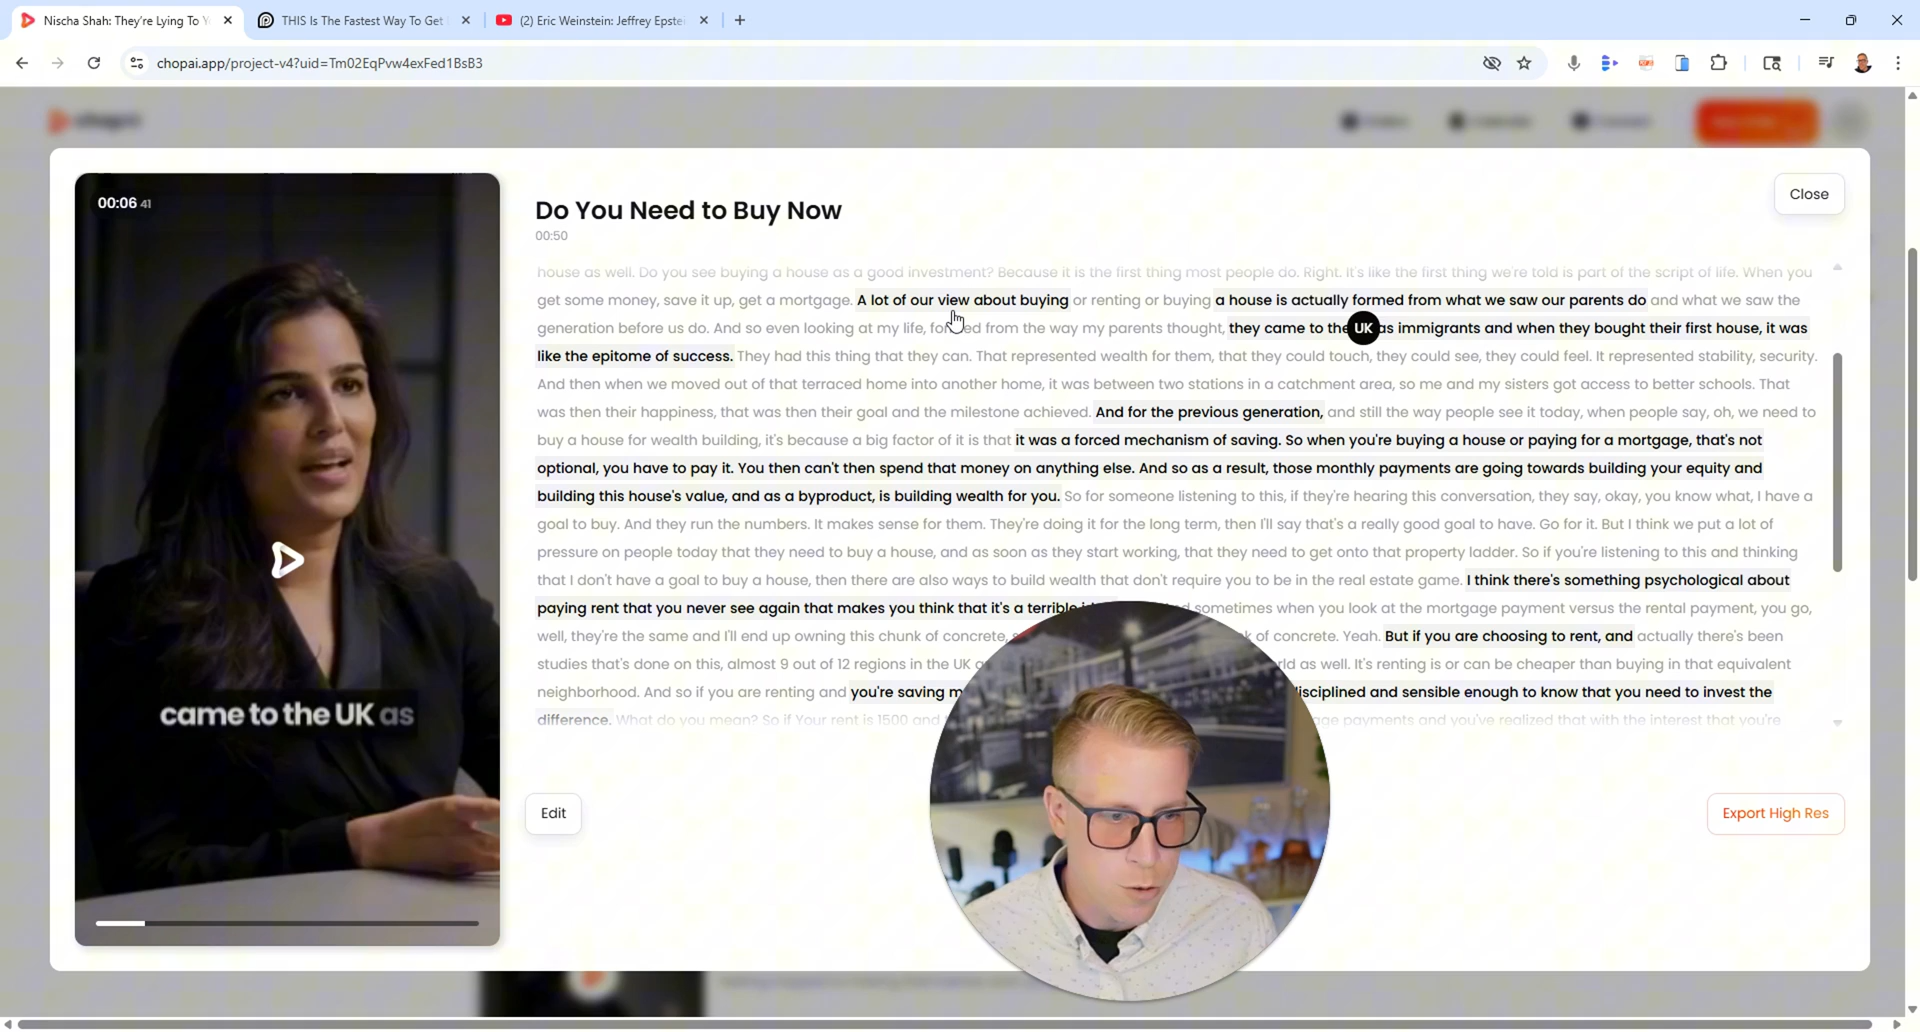 Nischa Shah: They're Lying To Y
THIS Is The Fastest Way To Get
(2) Eric Weinstein: Jeffrey Epste
chopai.app/project-v4?uid=Tm02EqPvw4exFed1BsB3
00:06 41
came to the UK as
Do You Need to Buy Now
00:50
Close
house as well. Do you see buying a house as a good investment? Because it is the first thing most people do. Right. It's like the first thing we're told is part of the script of life. When you
get some money, save it up, get a mortgage. A lot of our view about buying or renting or buying a house is actually formed from what we saw our parents do and what we saw the
generation before us do. And so even looking at my life, from the way my parents thought, they came to the UK as immigrants and when they bought their first house, it was
like the epitome of success. They had this thing that they can. That represented wealth for them, that they could touch, they could see, they could feel. It represented stability, security.
And then when we moved out of that terraced home into another home, it was between two stations in a catchment area, so me and my sisters got access to better schools. That
was then their happiness, that was then their goal and the milestone achieved. And for the previous generation, and still the way people see it today, when people say, oh, we need to
buy a house for wealth building, it's because a big factor of it is that it was a forced mechanism of saving. So when you're buying a house or paying for a mortgage, that's not
optional, you have to pay it. You then can't then spend that money on anything else. And so as a result, those monthly payments are going towards building your equity and
building this house's value, and as a byproduct, is building wealth for you. So for someone listening to this, if they're hearing this conversation, they say, okay, you know what, I have a
goal to buy. And they run the numbers. It makes sense for them. They're doing it for the long term, then I'll say that's a really good goal to have. Go for it. But I think we put a lot of
pressure on people today that they need to buy a house, and as soon as they start working, that they need to get onto that property ladder. So if you're listening to this and thinking
that I don't have a goal to buy a house, then there are also ways to build wealth that don't require you to be in the real estate game. I think there's something psychological about
paying rent that you never see again that makes you think that it's a terrible sometimes when you look at the mortgage payment versus the rental payment, you go,
well, they're the same and I'll end up owning this chunk of concrete, of concrete. Yeah. But if you are choosing to rent, and actually there's been
studies that's done on this, almost 9 out of 12 regions in the UK as well. It's renting is or can be cheaper than buying in that equivalent
neighborhood. And so if you are renting and you're saving disciplined and sensible enough to know that you need to invest the
difference. What do you mean? So if Your rent is 1500 and payments and you've realized that with the interest that you're
Edit
Export High Res